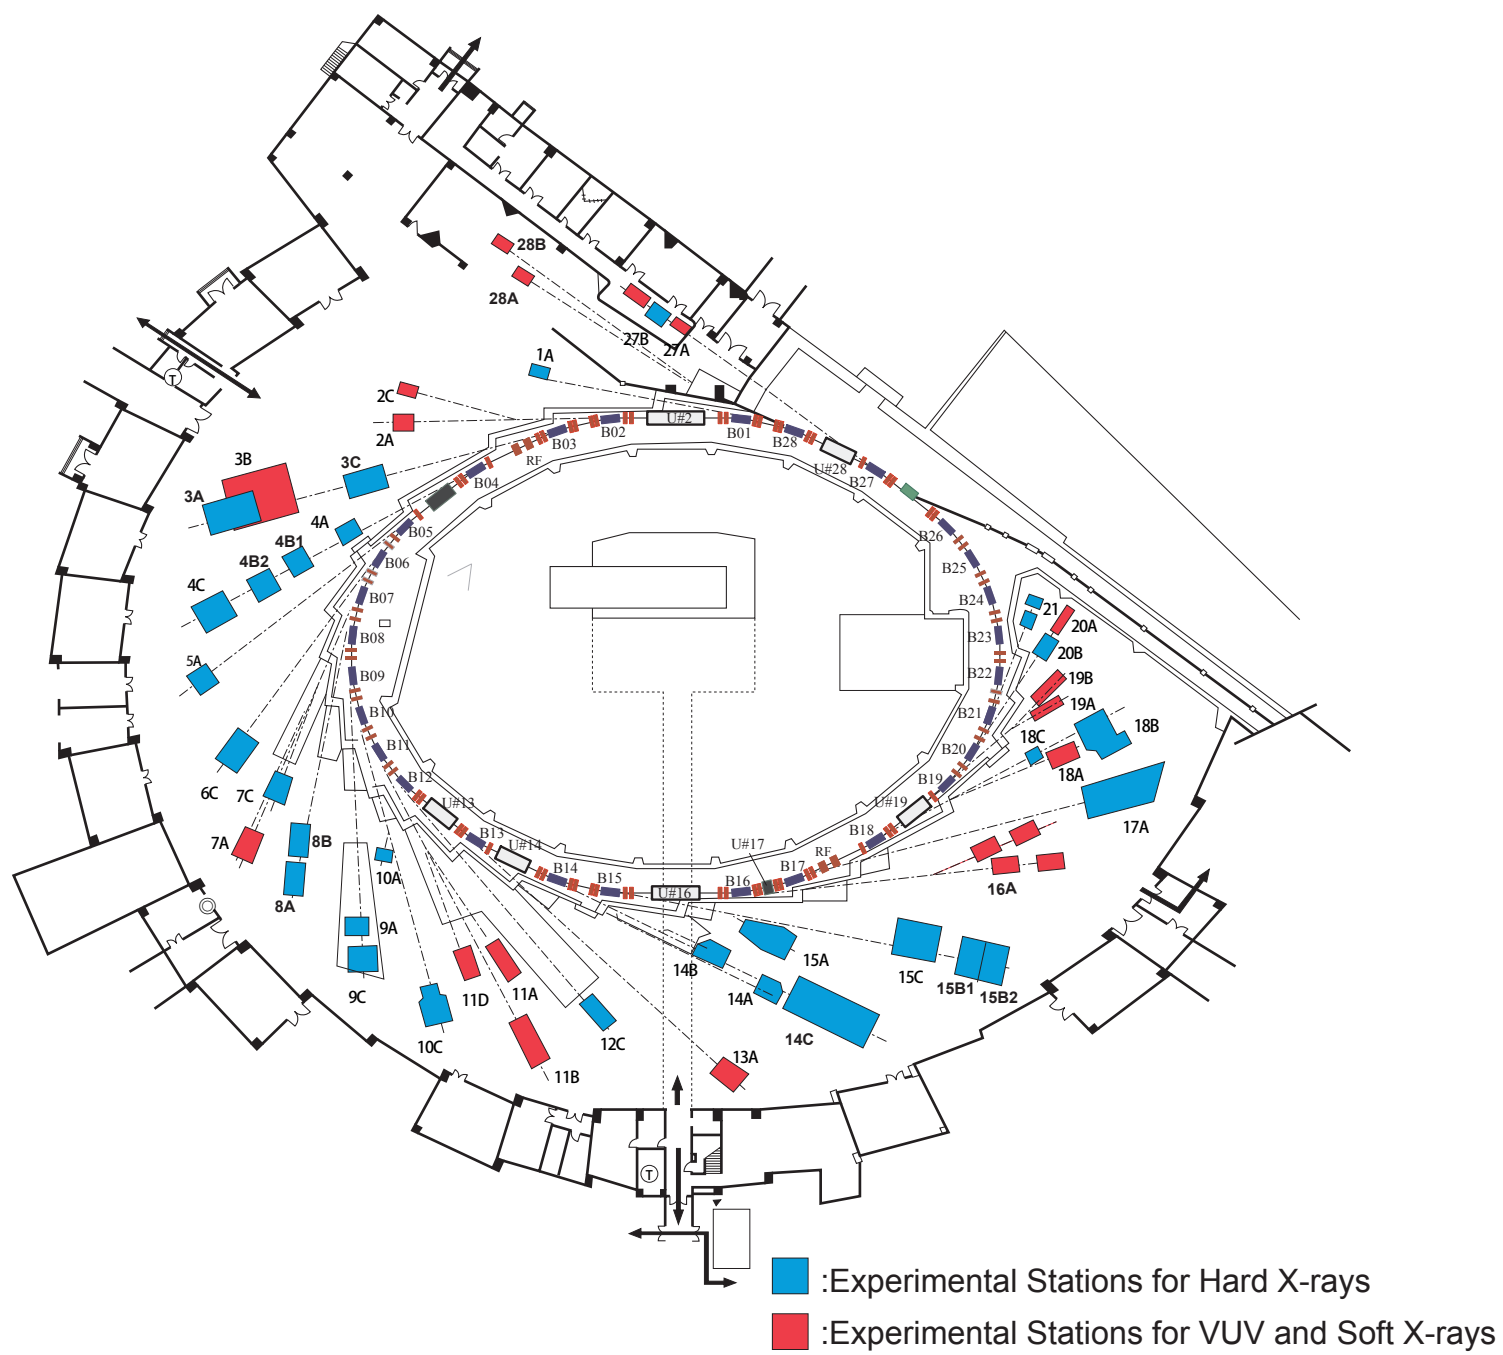 28B
28A
27B
27A
1A
2C
2A
U#2
B01
B28
B02
B03
RF
B04
U#28
B27
3B
3C
3A
4A
4B1
4B2
4C
B05
B06
B07
B08
B09
B10
B11
B12
B26
B25
B24
B23
B22
B21
B20
B19
21
20A
20B
5A
19B
19A
18C
18B
18A
17A
6C
7C
7A
8B
8A
U#13
B13
U#14
B14
B15
U#16
B16
U#17
B17
RF
B18
U#19
16A
10A
9A
9C
10C
11D
11A
11B
12C
13A
14B
14A
14C
15A
15C
15B1
15B2
T
T
:Experimental Stations for Hard X-rays
:Experimental Stations for VUV and Soft X-rays